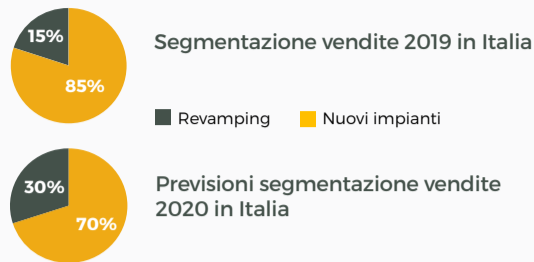 15%
85%
Segmentazione vendite 2019 in Italia
Revamping
Nuovi impianti
30%
70%
Previsioni segmentazione vendite
2020 in Italia